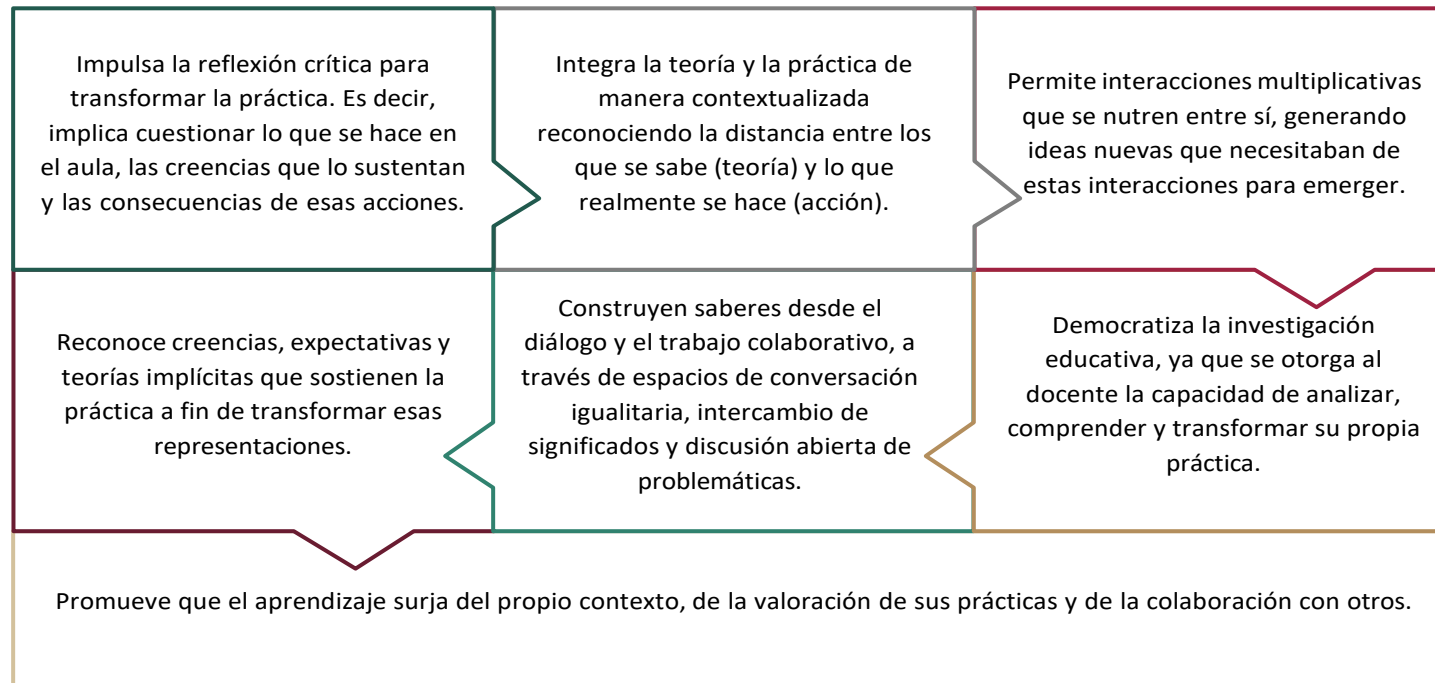 Impulsa la reflexión crítica para
transformar la práctica. Es decir,
implica cuestionar lo que se hace en
el aula, las creencias que lo sustentan
y las consecuencias de esas acciones.
Integra la teoría y la práctica de
manera contextualizada
reconociendo la distancia entre los
que se sabe (teoría) y lo que
realmente se hace (acción).
Permite interacciones multiplicativas
que se nutren entre sí, generando
ideas nuevas que necesitaban de
estas interacciones para emerger.
Democratiza la investigación
educativa, ya que se otorga al
docente la capacidad de analizar,
comprender y transformar su propia
práctica.
Construyen saberes desde el
diálogo y el trabajo colaborativo, a
través de espacios de conversación
igualitaria, intercambio de
significados y discusión abierta de
problemáticas.
Reconoce creencias, expectativas y
teorías implícitas que sostienen la
práctica a fin de transformar esas
representaciones.
Promueve que el aprendizaje surja del propio contexto, de la valoración de sus prácticas y de la colaboración con otros.